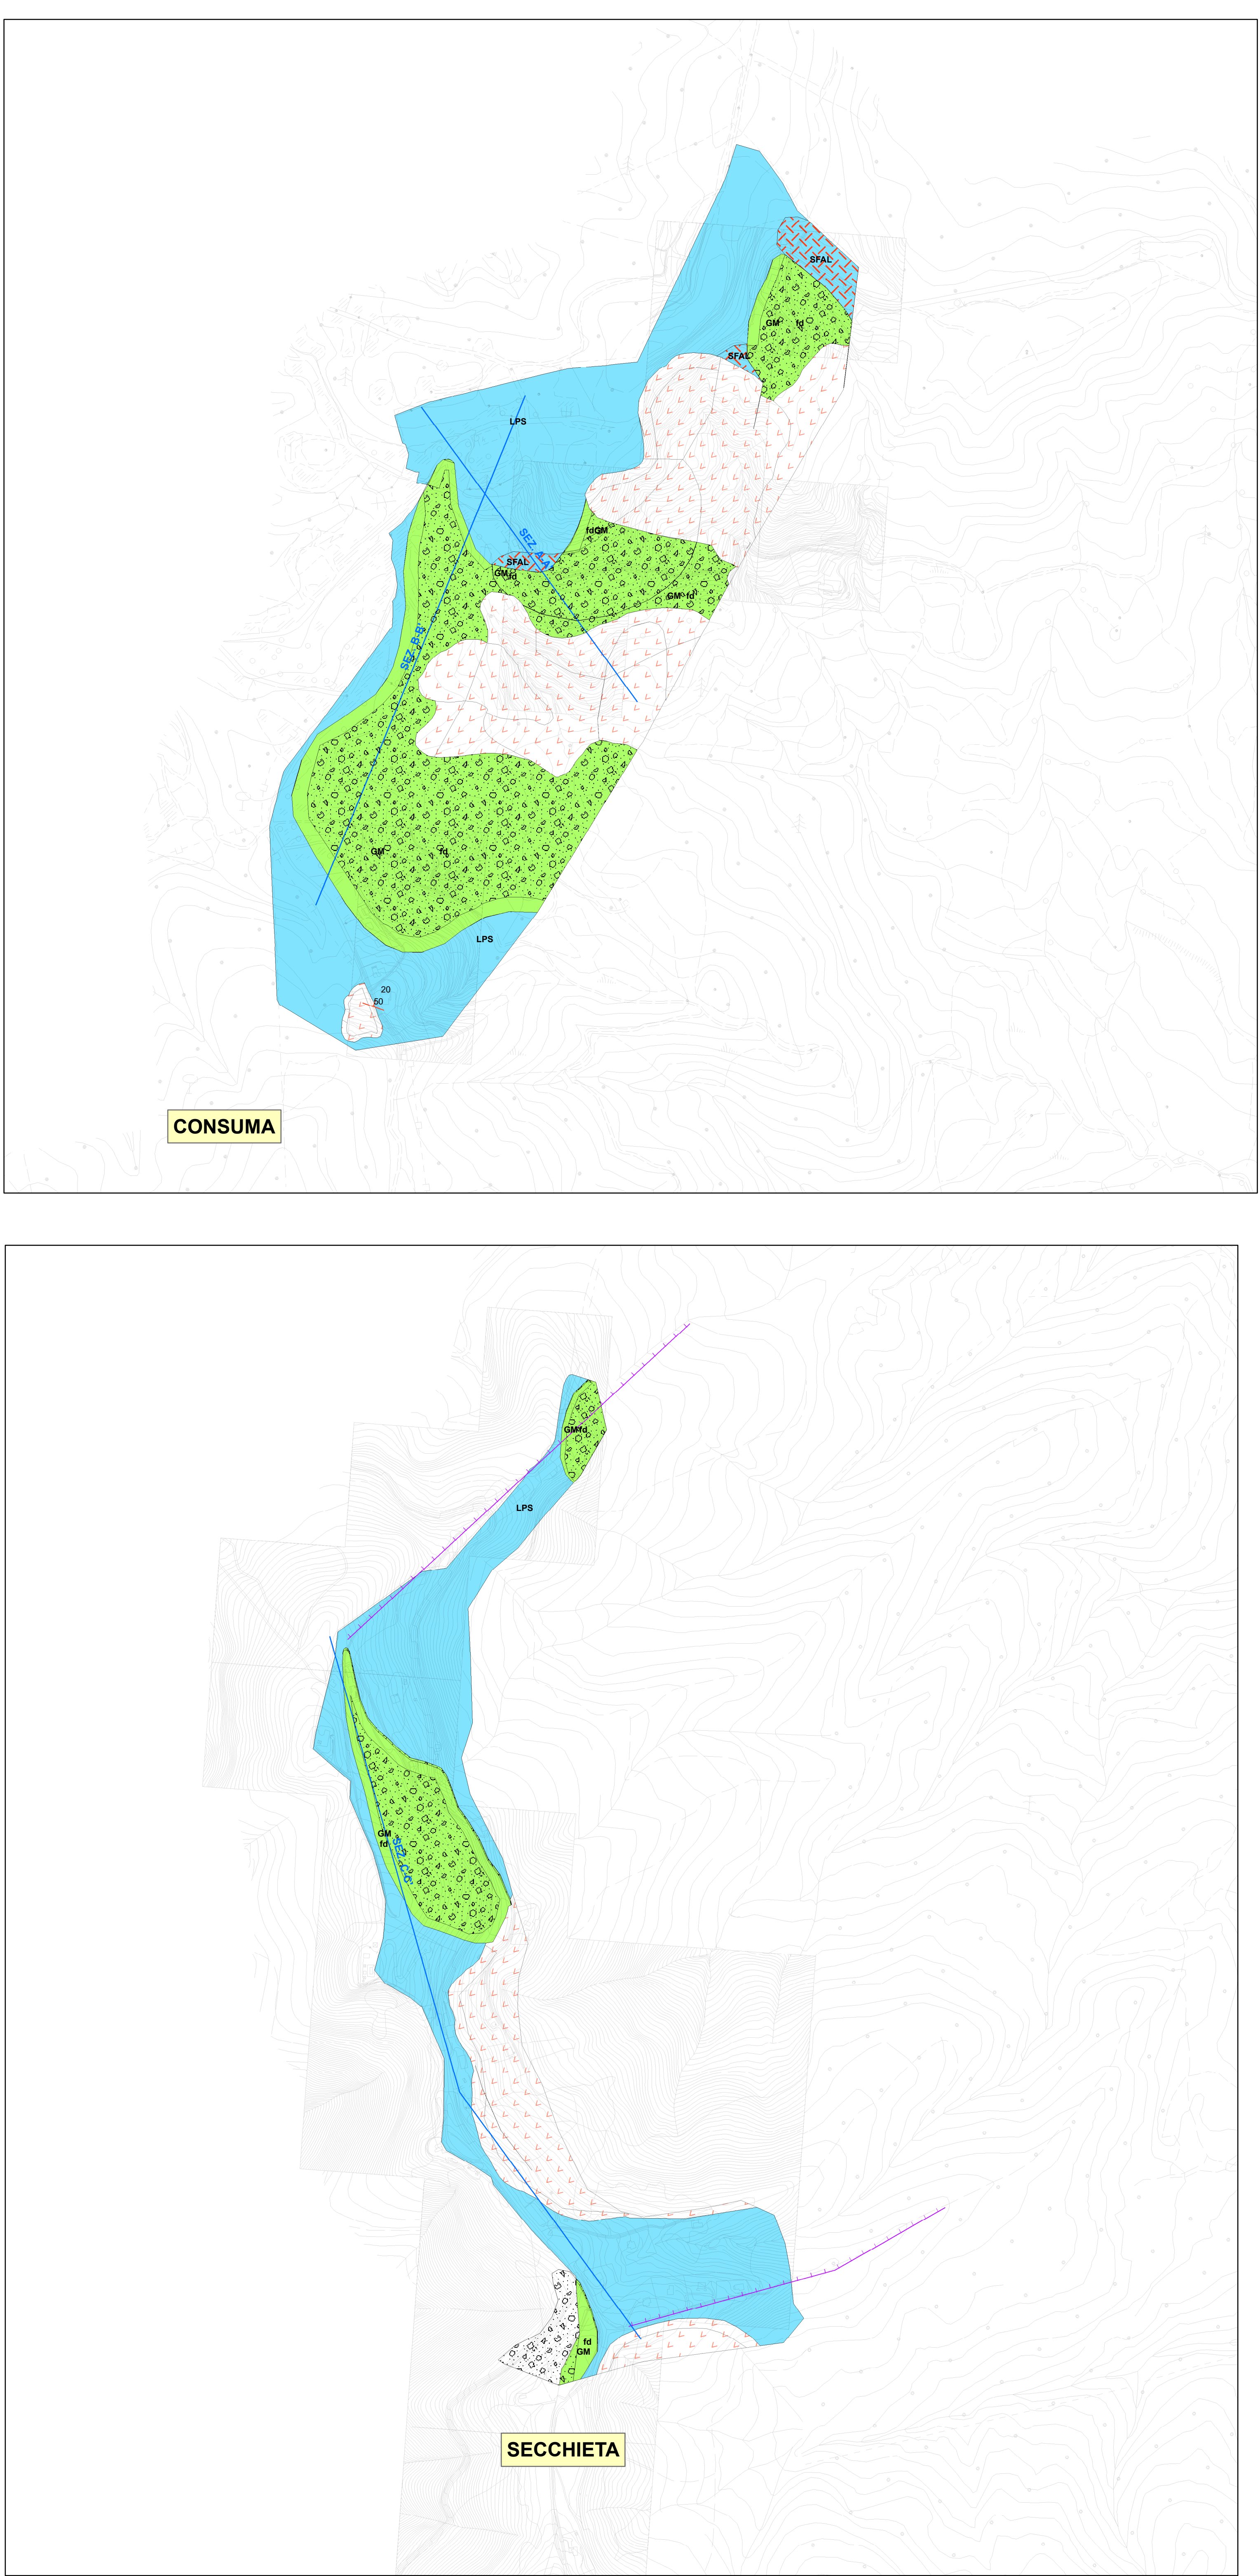 SFAL
GM fd
SFAL
LPS
fdGM
SEZ. A-A'
SFAL
GM
fd
GM fd
SEZ. B-B'
GM fd
LPS
20
50
CONSUMA
GMfd
LPS
GM
fd
SEZ. C-C'
fd
GM
SECCHIETA